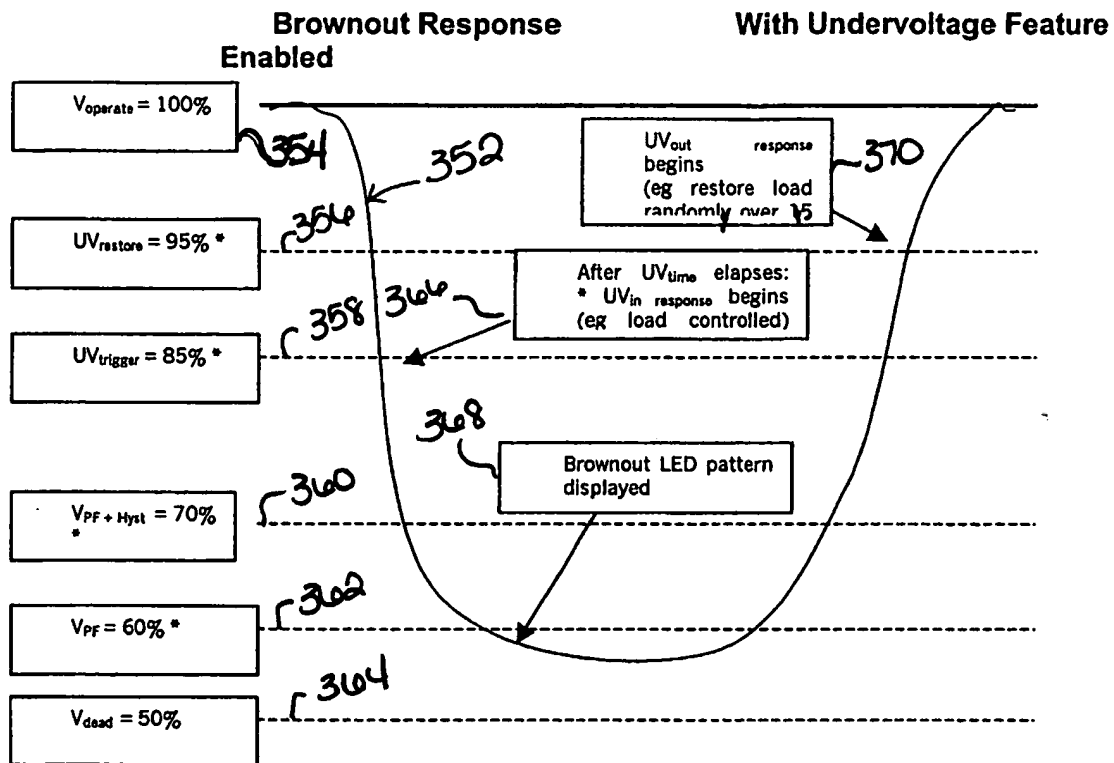 Brownout Response With Undervoltage Feature
Enabled
Voperate = 100%
354
352
UVout response
begins
(eg restore load
randomly over 15
370
UVrestore = 95% *
356
After UVtime elapses:
* UVin response begins
(eg load controlled)
366
358
UVtrigger = 85% *
368
Brownout LED pattern
displayed
VPF + Hyst = 70%
*
360
VPF = 60% *
362
Vdead = 50%
364